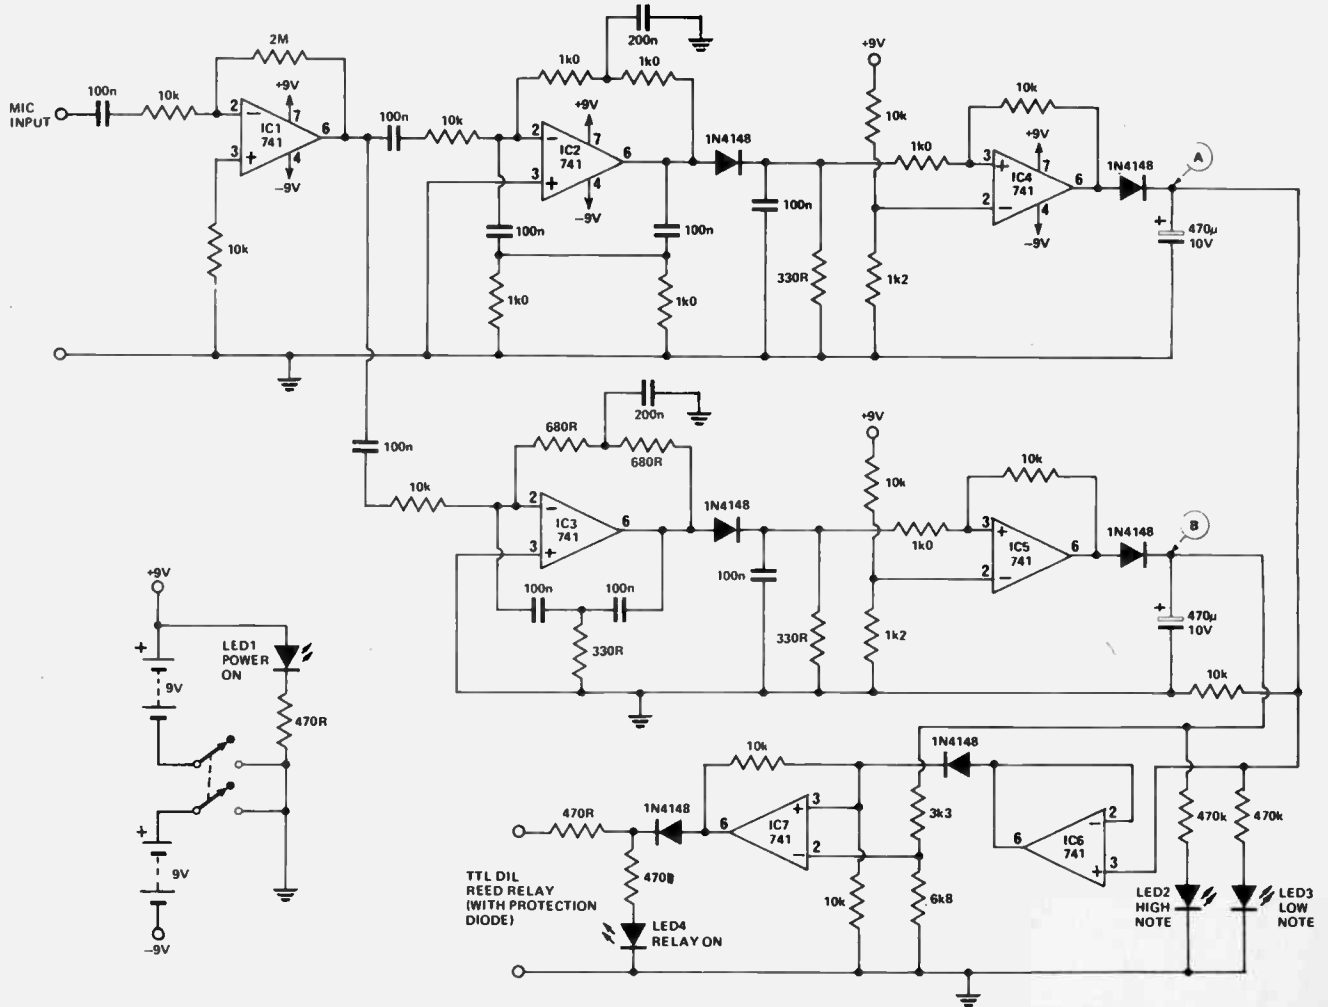 200n
+9V
2M
1k0
1k0
100n
10k
+9V
MIC
INPUT
2
7
IC1
741
6
3
4
-9V
10k
100n
10k
+9V
2
7
IC2
741
6
3
4
-9V
100n
100n
1k0
1k0
1N4148
100n
330R
10k
1k2
1k0
10k
+9V
3
7
IC4
741
6
2
4
-9V
1N4148
A
+
470µ
10V
200n
680R
680R
100n
10k
2
IC3
741
6
3
100n
100n
330R
1N4148
100n
330R
+9V
10k
1k2
1k0
10k
3
IC5
741
6
2
1N4148
B
+
470µ
10V
10k
+9V
+
9V
LED1
POWER
ON
470R
+
9V
-9V
10k
1N4148
1N4148
470R
6
3
IC7
741
2
3k3
2
6
IC6
741
3
470k
470k
TTL DIL
REED RELAY
(WITH PROTECTION
DIODE)
LED4
RELAY ON
10k
6k8
LED2
HIGH
NOTE
LED3
LOW
NOTE